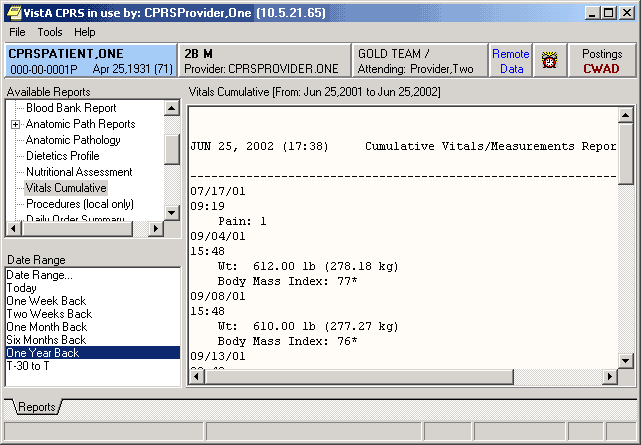 VistA CPRS in use by: CPRSProvider,One (10.5.21.65)
File Tools Help
CPRSPATIENT,ONE
000-00-0001P Apr 25,1931 (71)
2B M
Provider: CPRSPROVIDER.ONE
GOLD TEAM /
Attending: Provider,Two
Remote
Data
Postings
CWAD
Available Reports
Blood Bank Report
Anatomic Path Reports
Anatomic Pathology
Dietetics Profile
Nutritional Assessment
Vitals Cumulative
Procedures (local only)
Daily Order Summary
Date Range
Date Range...
Today
One Week Back
Two Weeks Back
One Month Back
Six Months Back
One Year Back
T-30 to T
Vitals Cumulative [From: Jun 25,2001 to Jun 25,2002]
JUN 25, 2002 (17:38) Cumulative Vitals/Measurements Repor
--------------------------------------------------------------
07/17/01
09:19
Pain: 1
09/04/01
15:48
Wt: 612.00 lb (278.18 kg)
Body Mass Index: 77*
09/08/01
15:48
Wt: 610.00 lb (277.27 kg)
Body Mass Index: 76*
09/13/01
Reports